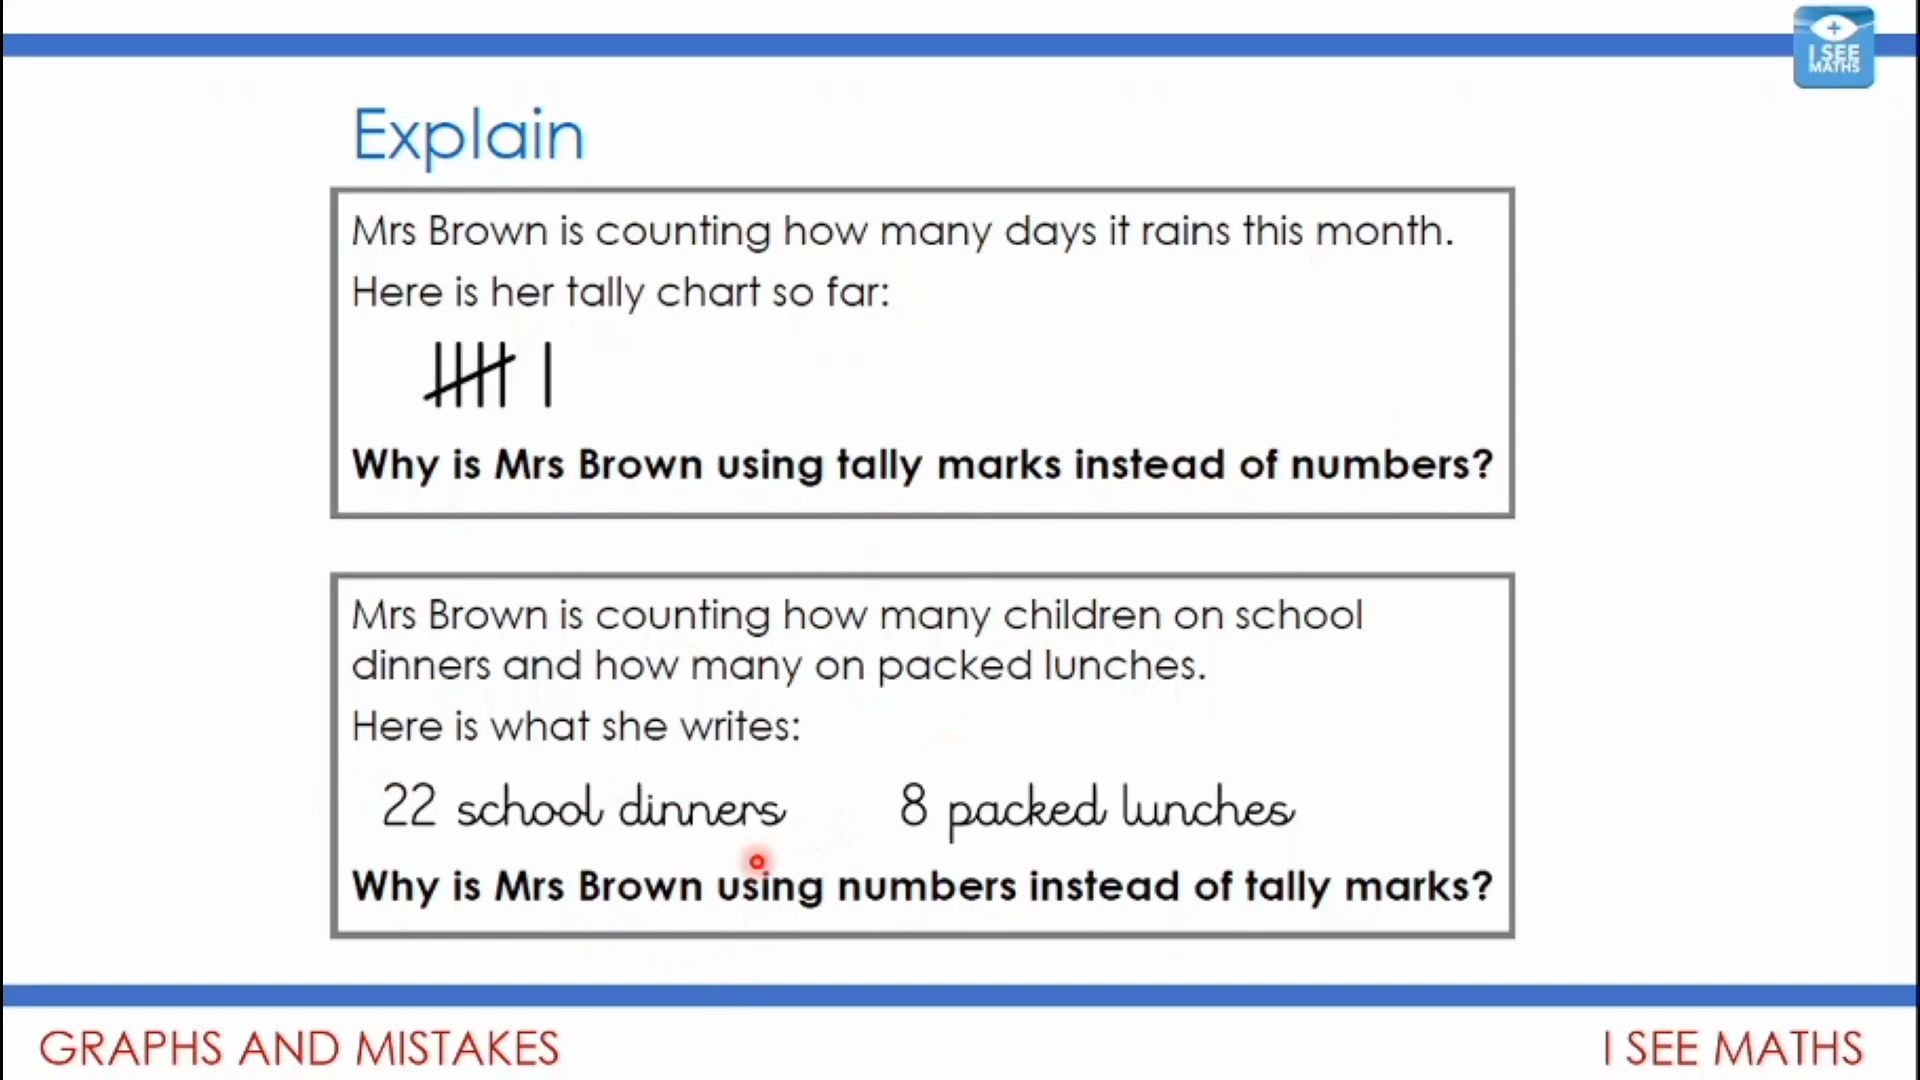 I SEE
MATHS
Explain
Mrs Brown is counting how many days it rains this month.
Here is her tally chart so far:
Why is Mrs Brown using tally marks instead of numbers?
Mrs Brown is counting how many children on school
dinners and how many on packed lunches.
Here is what she writes:
22 school dinners 8 packed lunches
Why is Mrs Brown using numbers instead of tally marks?
GRAPHS AND MISTAKES I SEE MATHS